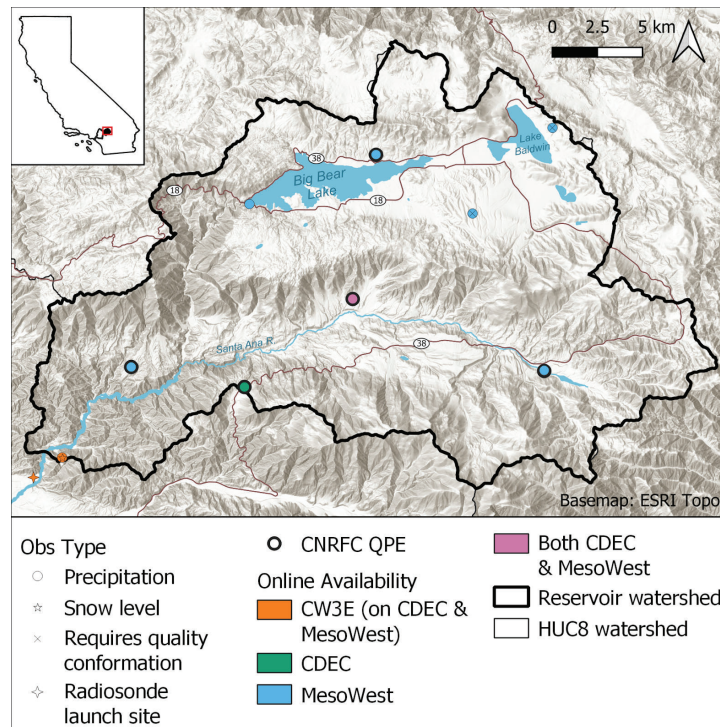 0 2.5 5 km
38
Lake
Baldwin
Big Bear
Lake
18
18
Santa Ana R.
38
Basemap: ESRI Topo
Obs Type
Precipitation
Snow level
Requires quality
conformation
Radiosonde
launch site
CNRFC QPE
Online Availability
CW3E (on CDEC &
MesoWest)
CDEC
MesoWest
Both CDEC
& MesoWest
Reservoir watershed
HUC8 watershed